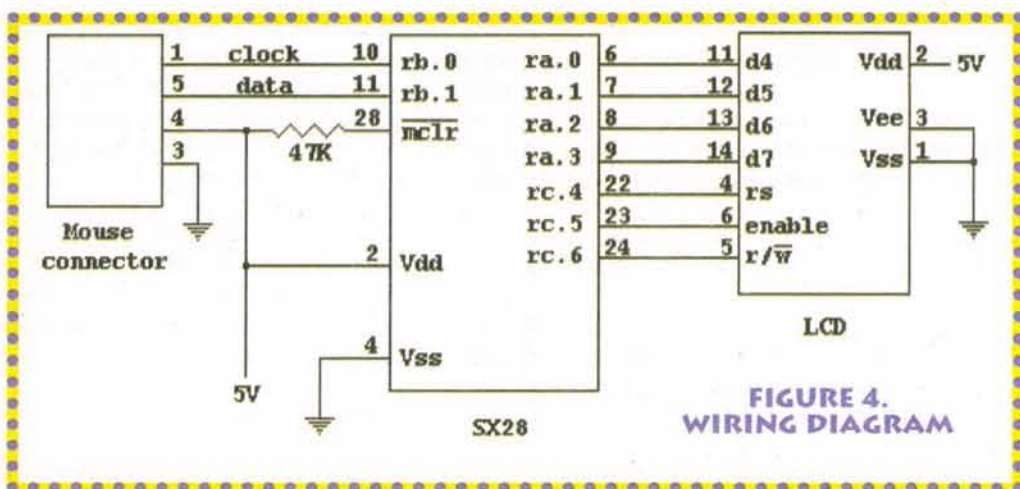 1 clock 10 rb.0 ra.0 6 11 d4 Vdd 2 5V
5 data 11 rb.1 ra.1 7 12 d5
4 28 mclr ra.2 8 13 d6 Vee 3
47K
3 ra.3 9 14 d7 Vss 1
rc.4 22 4 rs
Mouse rc.5 23 6 enable
connector 2 Vdd rc.6 24 5 r/w
LCD
4 Vss
5V
SX28
FIGURE 4.
WIRING DIAGRAM